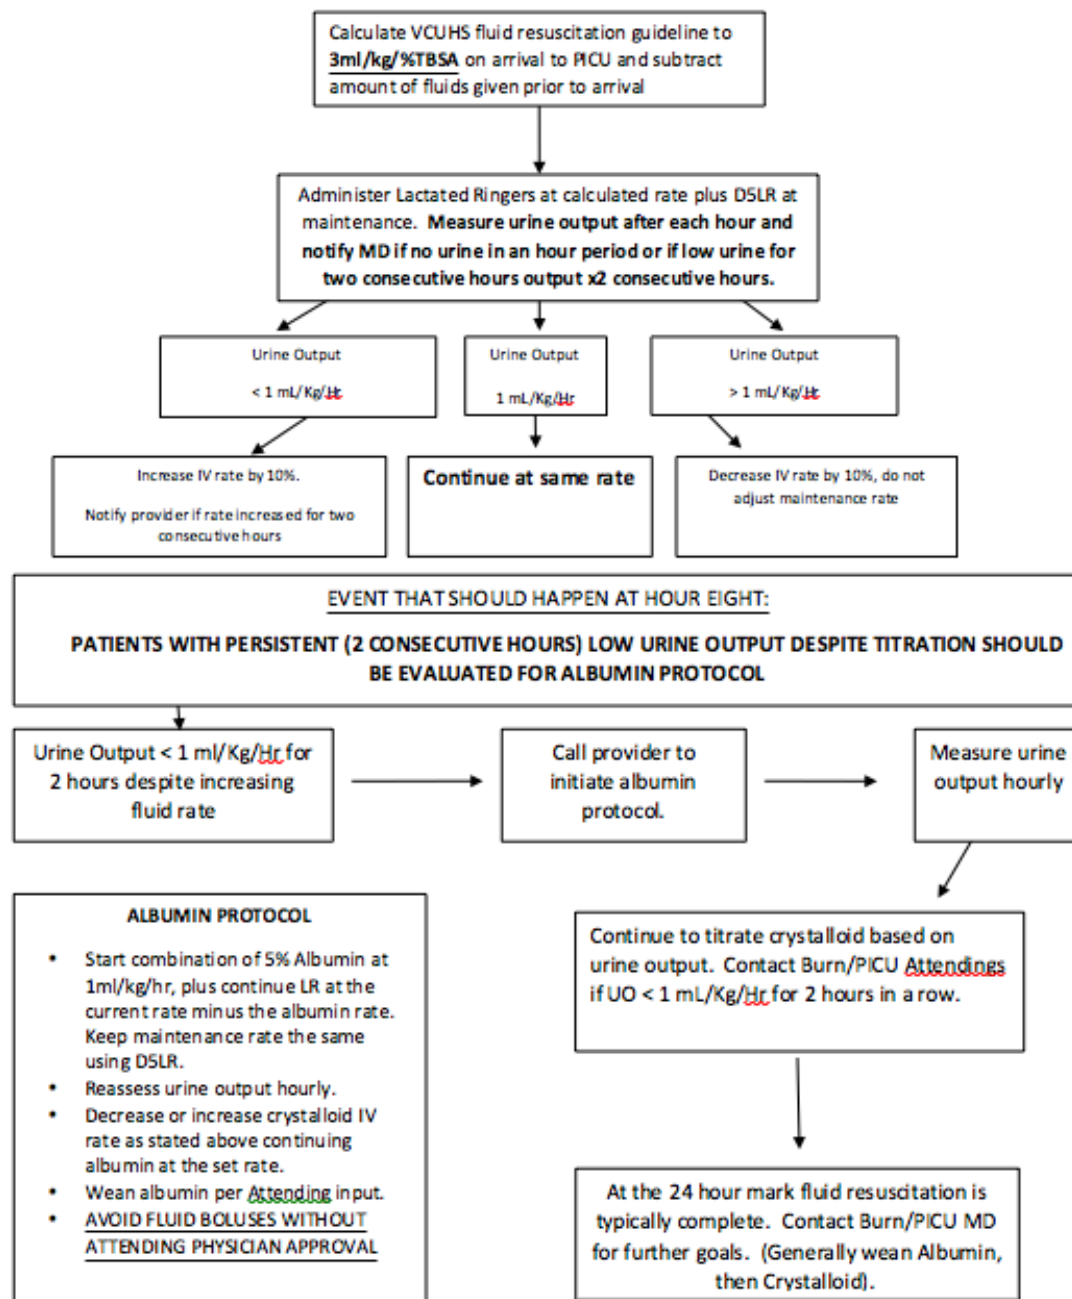 Calculate VCUHS fluid resuscitation guideline to
3ml/kg/%TBSA on arrival to PICU and subtract
amount of fluids given prior to arrival
Administer Lactated Ringers at calculated rate plus D5LR at
maintenance. Measure urine output after each hour and
notify MD if no urine in an hour period or if low urine for
two consecutive hours output x2 consecutive hours.
Urine Output
< 1 mL/Kg/Hr
Urine Output
1 mL/Kg/Hr
Urine Output
> 1 mL/Kg/Hr
Increase IV rate by 10%.
Notify provider if rate increased for two
consecutive hours
Continue at same rate
Decrease IV rate by 10%, do not
adjust maintenance rate
EVENT THAT SHOULD HAPPEN AT HOUR EIGHT:
PATIENTS WITH PERSISTENT (2 CONSECUTIVE HOURS) LOW URINE OUTPUT DESPITE TITRATION SHOULD
BE EVALUATED FOR ALBUMIN PROTOCOL
Urine Output < 1 ml/Kg/Hr for
2 hours despite increasing
fluid rate
Call provider to
initiate albumin
protocol.
Measure urine
output hourly
ALBUMIN PROTOCOL
• Start combination of 5% Albumin at
1ml/kg/hr, plus continue LR at the
current rate minus the albumin rate.
Keep maintenance rate the same
using D5LR.
• Reassess urine output hourly.
• Decrease or increase crystalloid IV
rate as stated above continuing
albumin at the set rate.
• Wean albumin per Attending input.
• AVOID FLUID BOLUSES WITHOUT
ATTENDING PHYSICIAN APPROVAL
Continue to titrate crystalloid based on
urine output. Contact Burn/PICU Attendings
if UO < 1 mL/Kg/Hr for 2 hours in a row.
At the 24 hour mark fluid resuscitation is
typically complete. Contact Burn/PICU MD
for further goals. (Generally wean Albumin,
then Crystalloid).